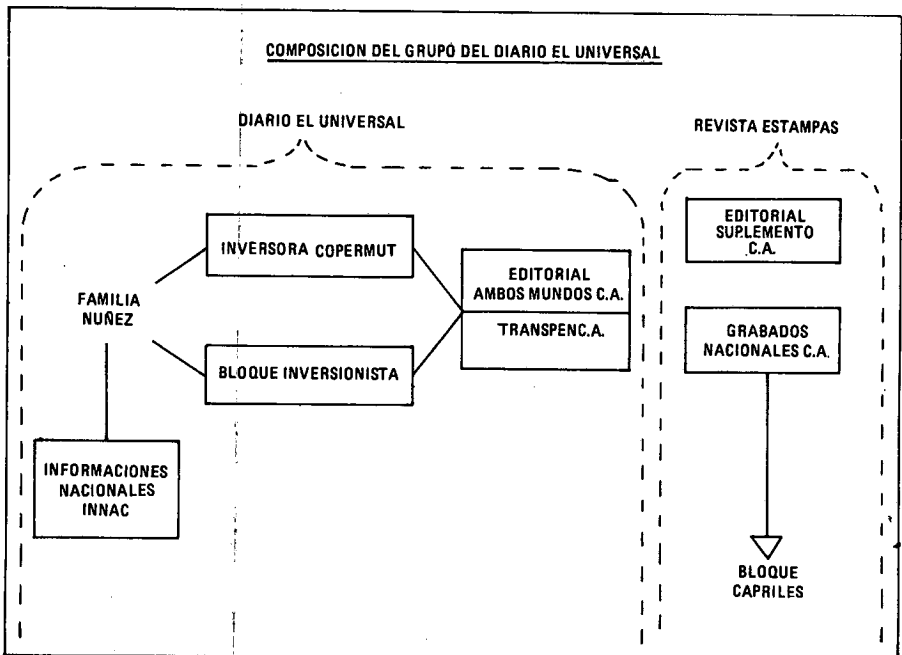 COMPOSICION DEL GRUPO DEL DIARIO EL UNIVERSAL
DIARIO EL UNIVERSAL
REVISTA ESTAMPAS
INVERSORA COPERMUT
EDITORIAL
AMBOS MUNDOS C.A.
TRANSPENC.A.
FAMILIA
NUÑEZ
BLOQUE INVERSIONISTA
INFORMACIONES
NACIONALES
INNAC
EDITORIAL
SUPLEMENTO
C.A.
GRABADOS
NACIONALES C.A.
BLOQUE
CAPRILES